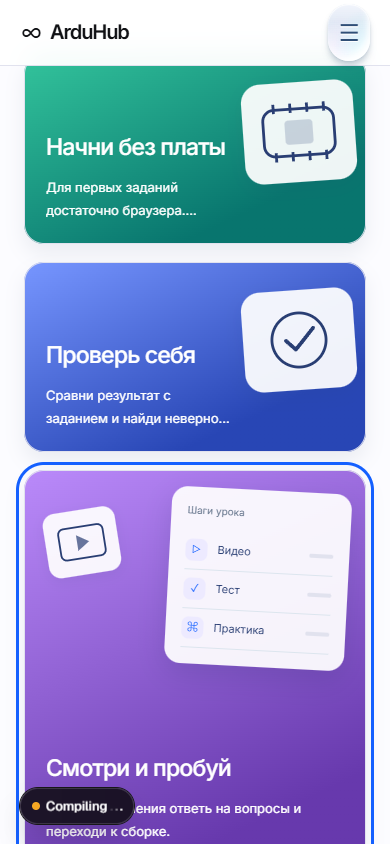 ArduHub
Начни без платы
Для первых заданий
достаточно браузера....
Проверь себя
Сравни результат с
заданием и найди неверно...
Шаги урока
Видео
Тест
Практика
Смотри и пробуй
ения ответь на вопросы и
переходи к сборке.
Compiling ...